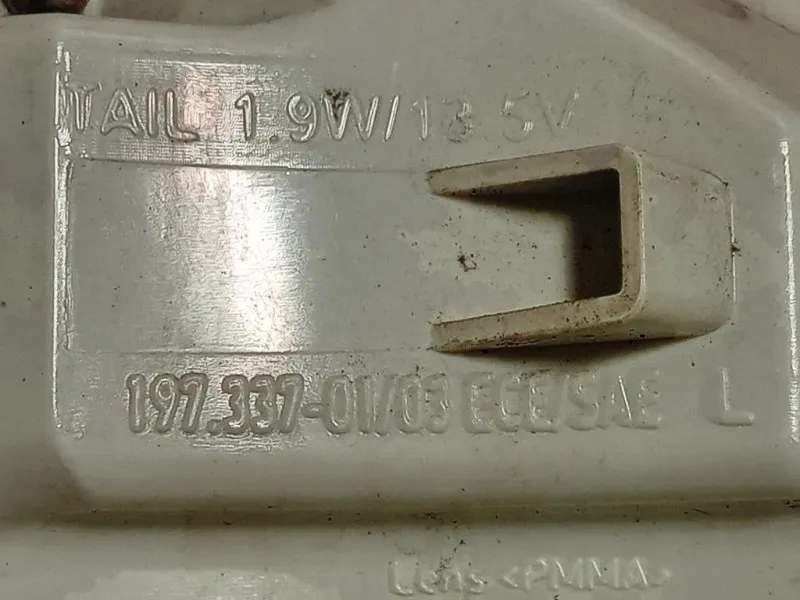 TAIL 1.9W/13.5V
197.337-01/03 ECE/SAE L
Lens <PMMA>